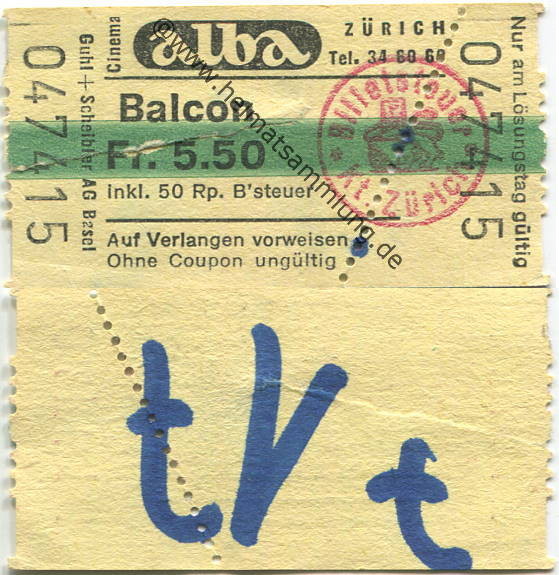 047415
Guhl + Scheibler AG Basel
Cinema
alba
ZÜRICH
Tel. 34 60 60
Balcon
Fr. 5.50
inkl. 50 Rp. B'steuer
Auf Verlangen vorweisen
Ohne Coupon ungültig
Billetsteuer
Kt. Zürich
047415
Nur am Lösungstag gültig
© www.heimatsammlung.de